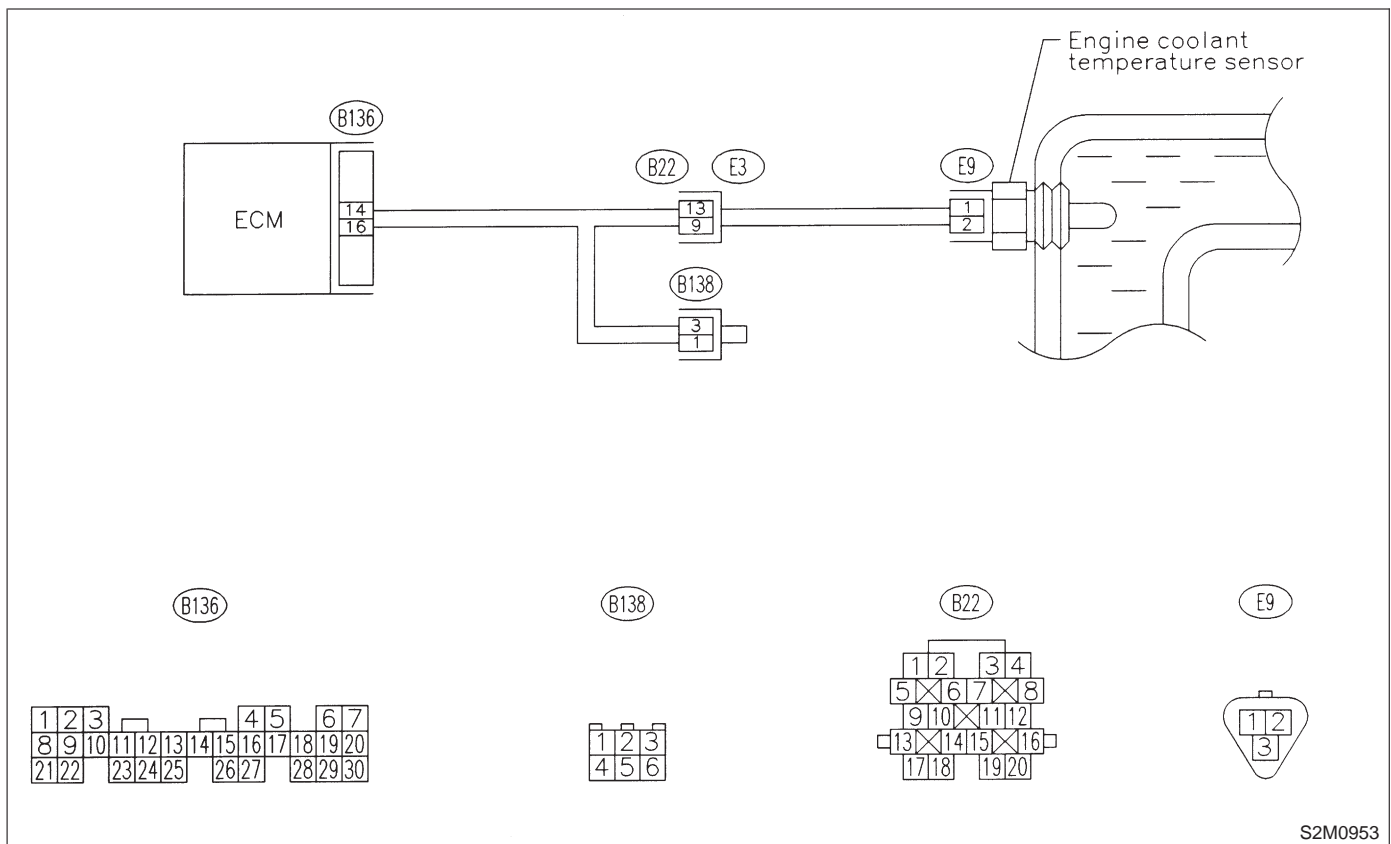 Engine coolant
temperature sensor
B136
B22 E3 E9
ECM
14
16
13
9
1
2
B138
3
1
B136 B138 B22 E9
1 2 3 4 5 6 7
8 9 10 11 12 13 14 15 16 17 18 19 20
21 22 23 24 25 26 27 28 29 30
1 2 3
4 5 6
1 2 3 4
5 6 7 8
9 10 11 12
13 14 15 16
17 18 19 20
1 2
3
S2M0953